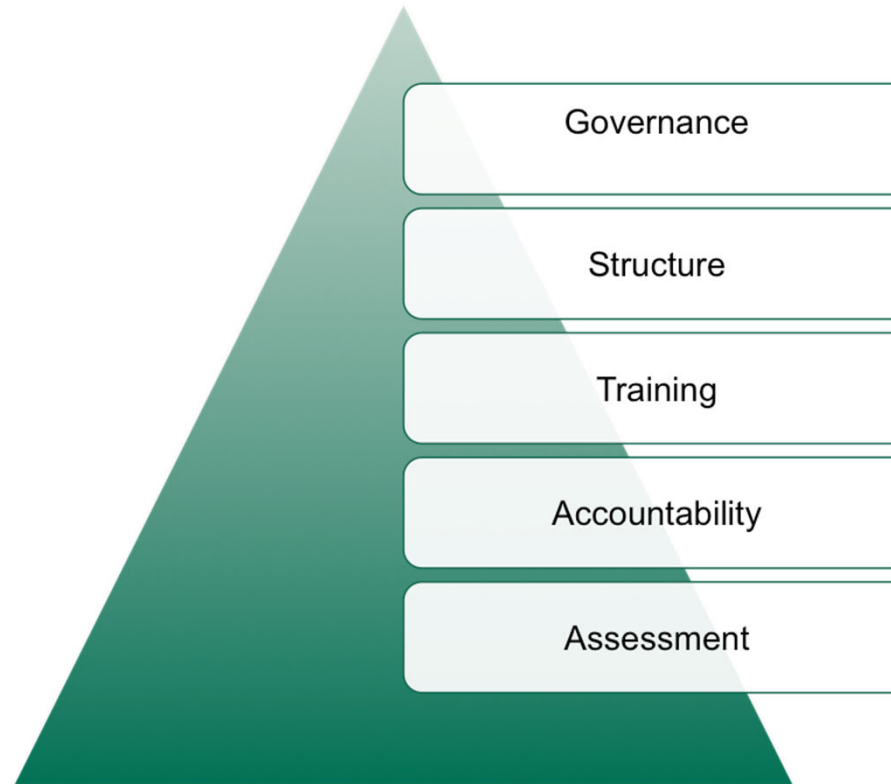 Governance
Structure
Training
Accountability
Assessment